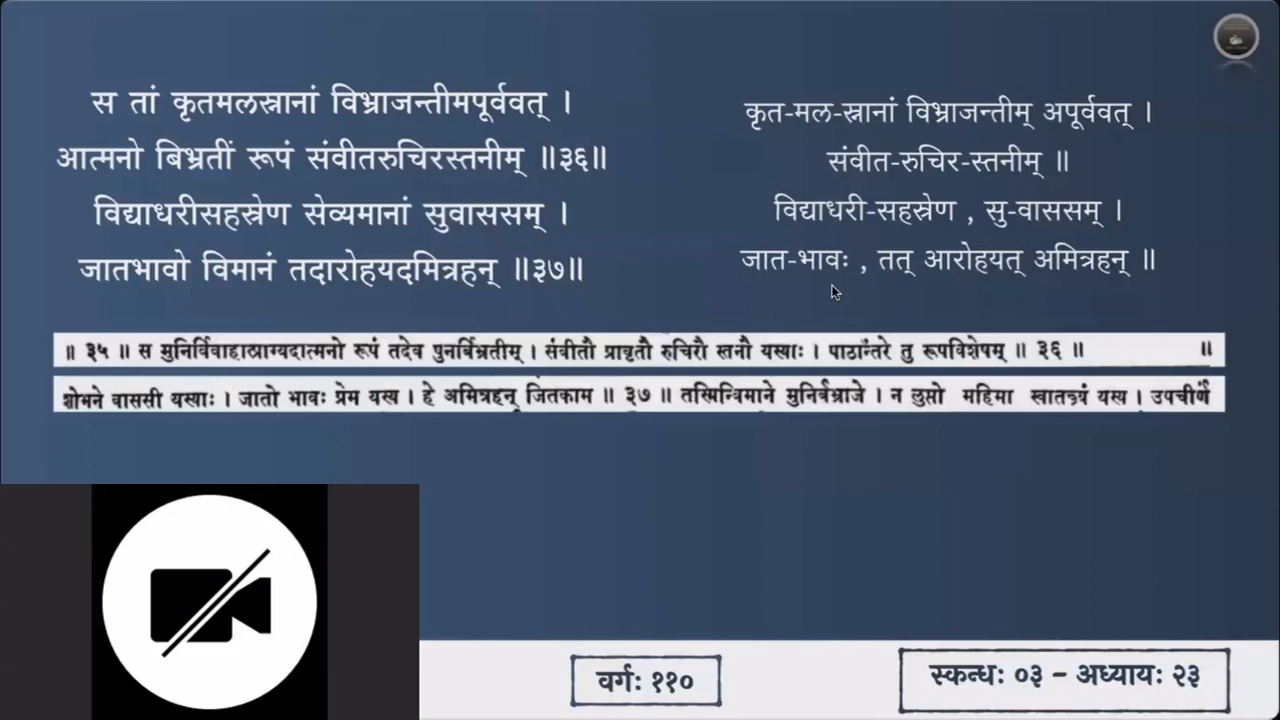 स तां कृतमलस्नानां विभ्राजन्तीमपूर्ववत् ।
आत्मनो बिभ्रतीं रूपं संवीतरुचिरस्तनीम् ॥३६॥
विद्याधरीसहस्रेण सेव्यमानां सुवाससम् ।
जातभावो विमानं तदारोहयदमित्रहन् ॥३७॥
कृत-मल-स्नानां विभ्राजन्तीम् अपूर्ववत् ।
संवीत-रुचिर-स्तनीम् ॥
विद्याधरी-सहस्रेण , सु-वाससम् ।
जात-भावः , तत् आरोहयत् अमित्रहन् ॥
॥ ३५ ॥ स मुनिर्विवाहात्प्राग्यदात्मनो रूपं तदेव पुनर्बिभ्रतीम् । संवीतौ प्रावृतौ रुचिरौ स्तनौ यस्याः । पाठान्तरे तु रूपविशेषम् ॥ ३६ ॥ ॥
शोभने वाससी यस्याः । जातो भावः प्रेम यस्य । हे अमित्रहन् जितकाम ॥ ३७ ॥ तस्मिन्विमाने मुनिर्बभ्राजे । न लुप्तो महिमा स्वातन्त्र्यं यस्य । उपचीर्णं
वर्गः ११०
स्कन्धः ०३ - अध्यायः २३